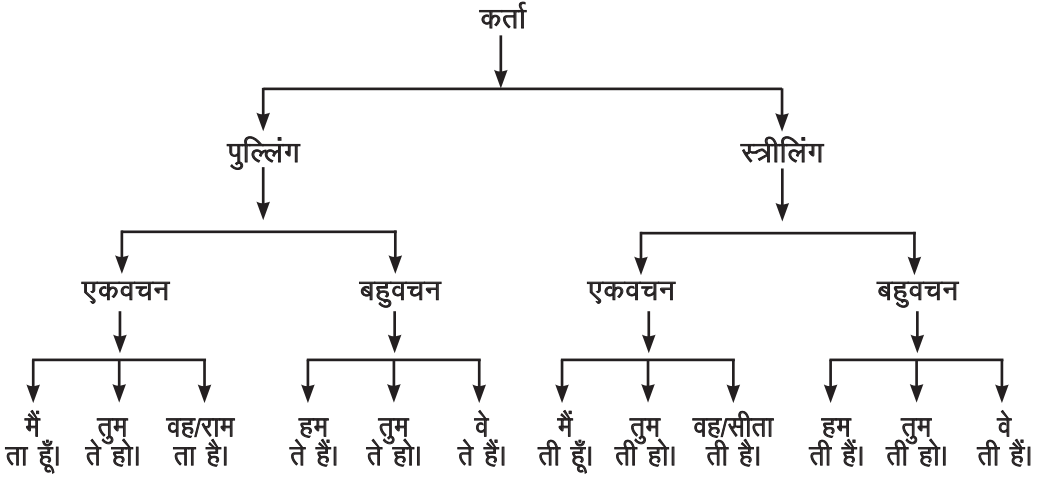 कर्ता
पुल्लिंग स्त्रीलिंग
एकवचन बहुवचन एकवचन बहुवचन
मैं तुम वह/राम हम तुम वे मैं तुम वह/सीता हम तुम वे
ता हूँ। ते हो। ता है। ते हैं। ते हो। ते हैं। ती हूँ। ती हो। ती है। ती हैं। ती हो। ती हैं।